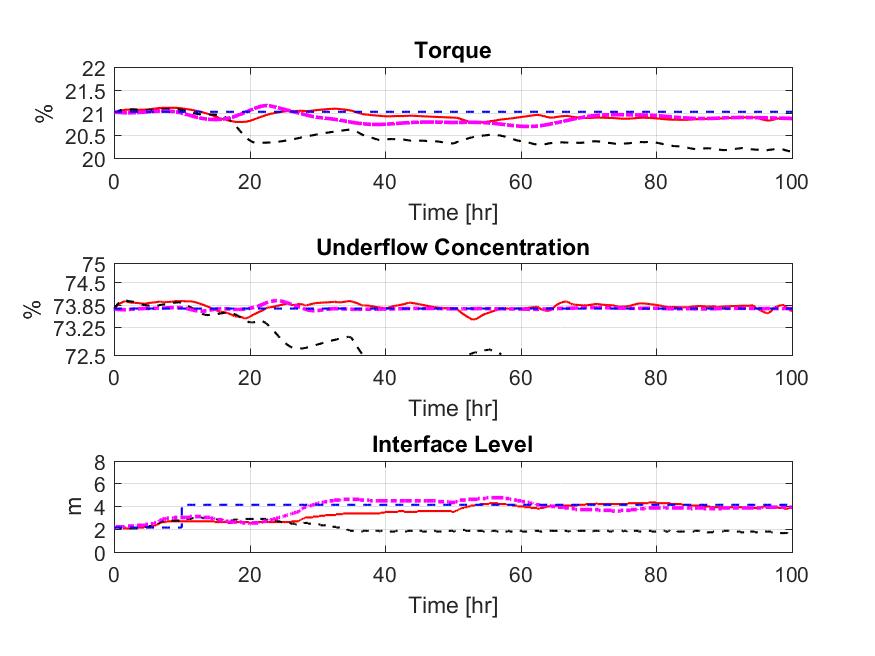 Torque
22
21.5
21
20.5
20
%
0 20 40 60 80 100
Time [hr]
Underflow Concentration
75
74.5
73.85
73.25
72.5
%
0 20 40 60 80 100
Time [hr]
Interface Level
8
6
4
2
0
m
0 20 40 60 80 100
Time [hr]